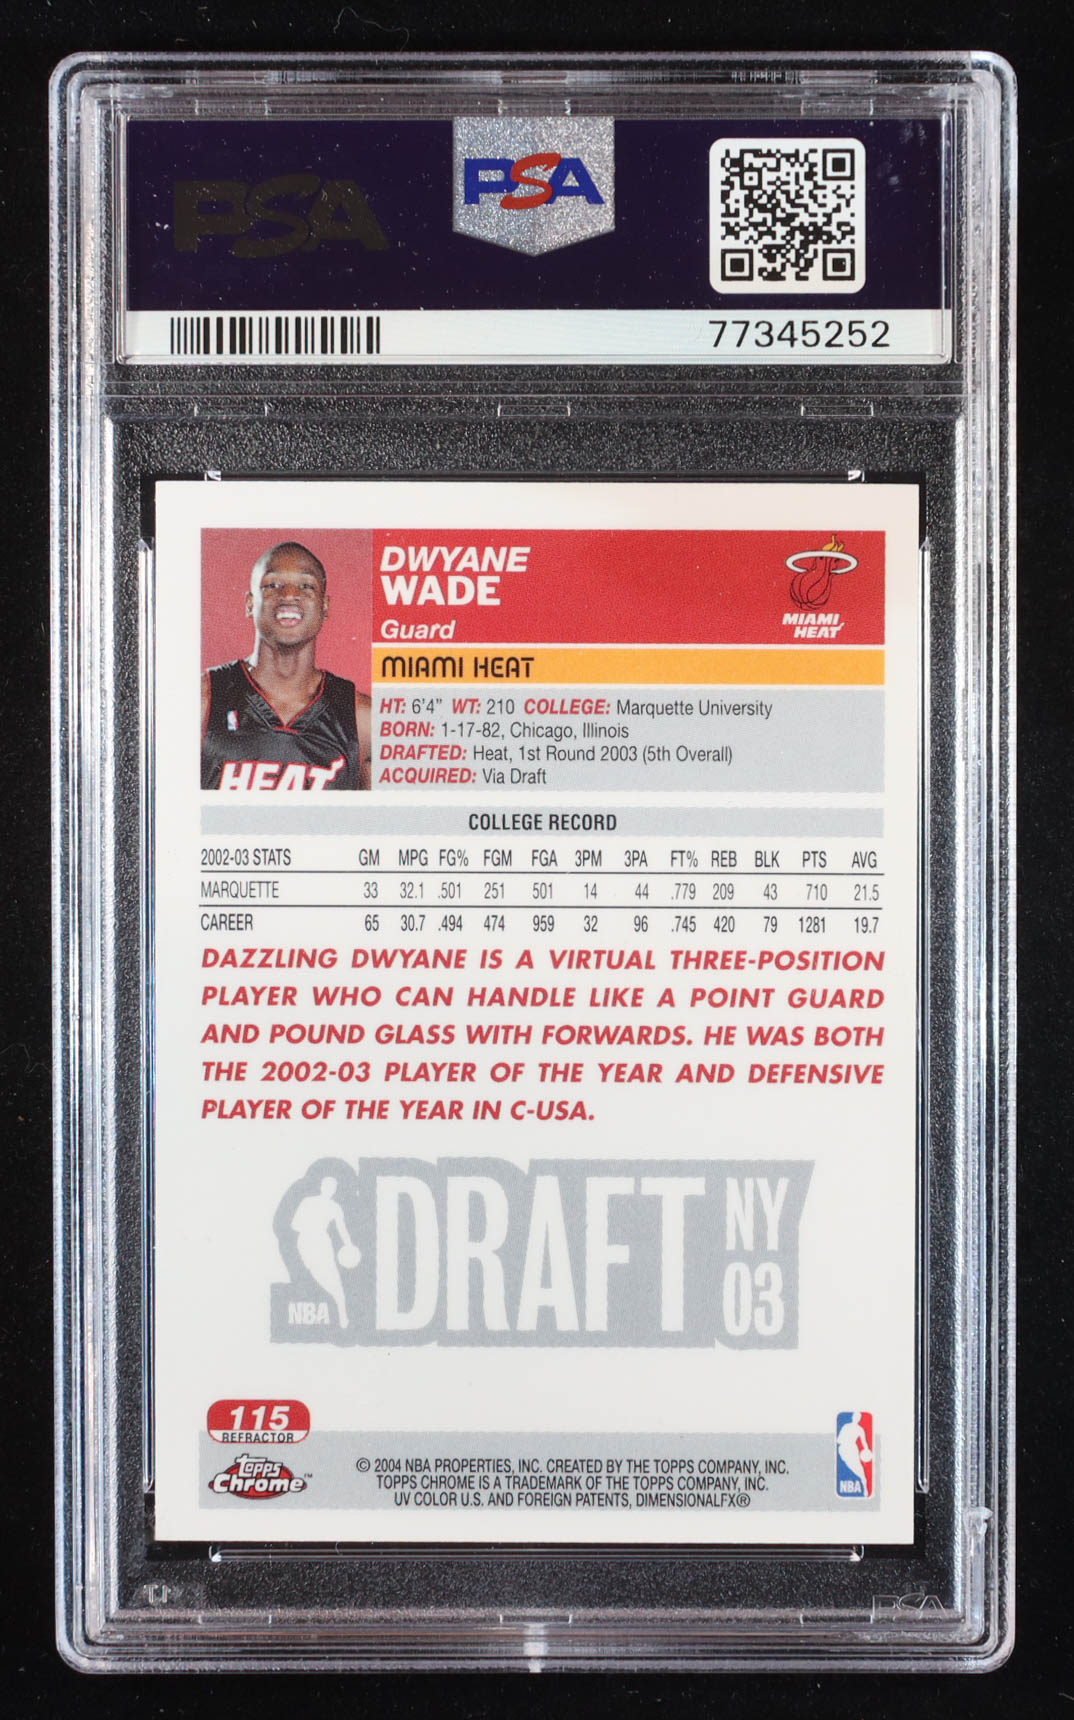 PSA
PSA
77345252
DWYANE
WADE
Guard
MIAMI
HEAT
MIAMI HEAT
HEAT
HT: 6'4" WT: 210 COLLEGE: Marquette University
BORN: 1-17-82, Chicago, Illinois
DRAFTED: Heat, 1st Round 2003 (5th Overall)
ACQUIRED: Via Draft
COLLEGE RECORD
2002-03 STATS GM MPG FG% FGM FGA 3PM 3PA FT% REB BLK PTS AVG
MARQUETTE 33 32.1 .501 251 501 14 44 .779 209 43 710 21.5
CAREER 65 30.7 .494 474 959 32 96 .745 420 79 1281 19.7
DAZZLING DWYANE IS A VIRTUAL THREE-POSITION
PLAYER WHO CAN HANDLE LIKE A POINT GUARD
AND POUND GLASS WITH FORWARDS. HE WAS BOTH
THE 2002-03 PLAYER OF THE YEAR AND DEFENSIVE
PLAYER OF THE YEAR IN C-USA.
NBA DRAFT NY 03
115
REFRACTOR
Topps
Chrome™
© 2004 NBA PROPERTIES, INC. CREATED BY THE TOPPS COMPANY, INC.
TOPPS CHROME IS A TRADEMARK OF THE TOPPS COMPANY, INC.
UV COLOR U.S. AND FOREIGN PATENTS, DIMENSIONALFX®
NBA
PSA